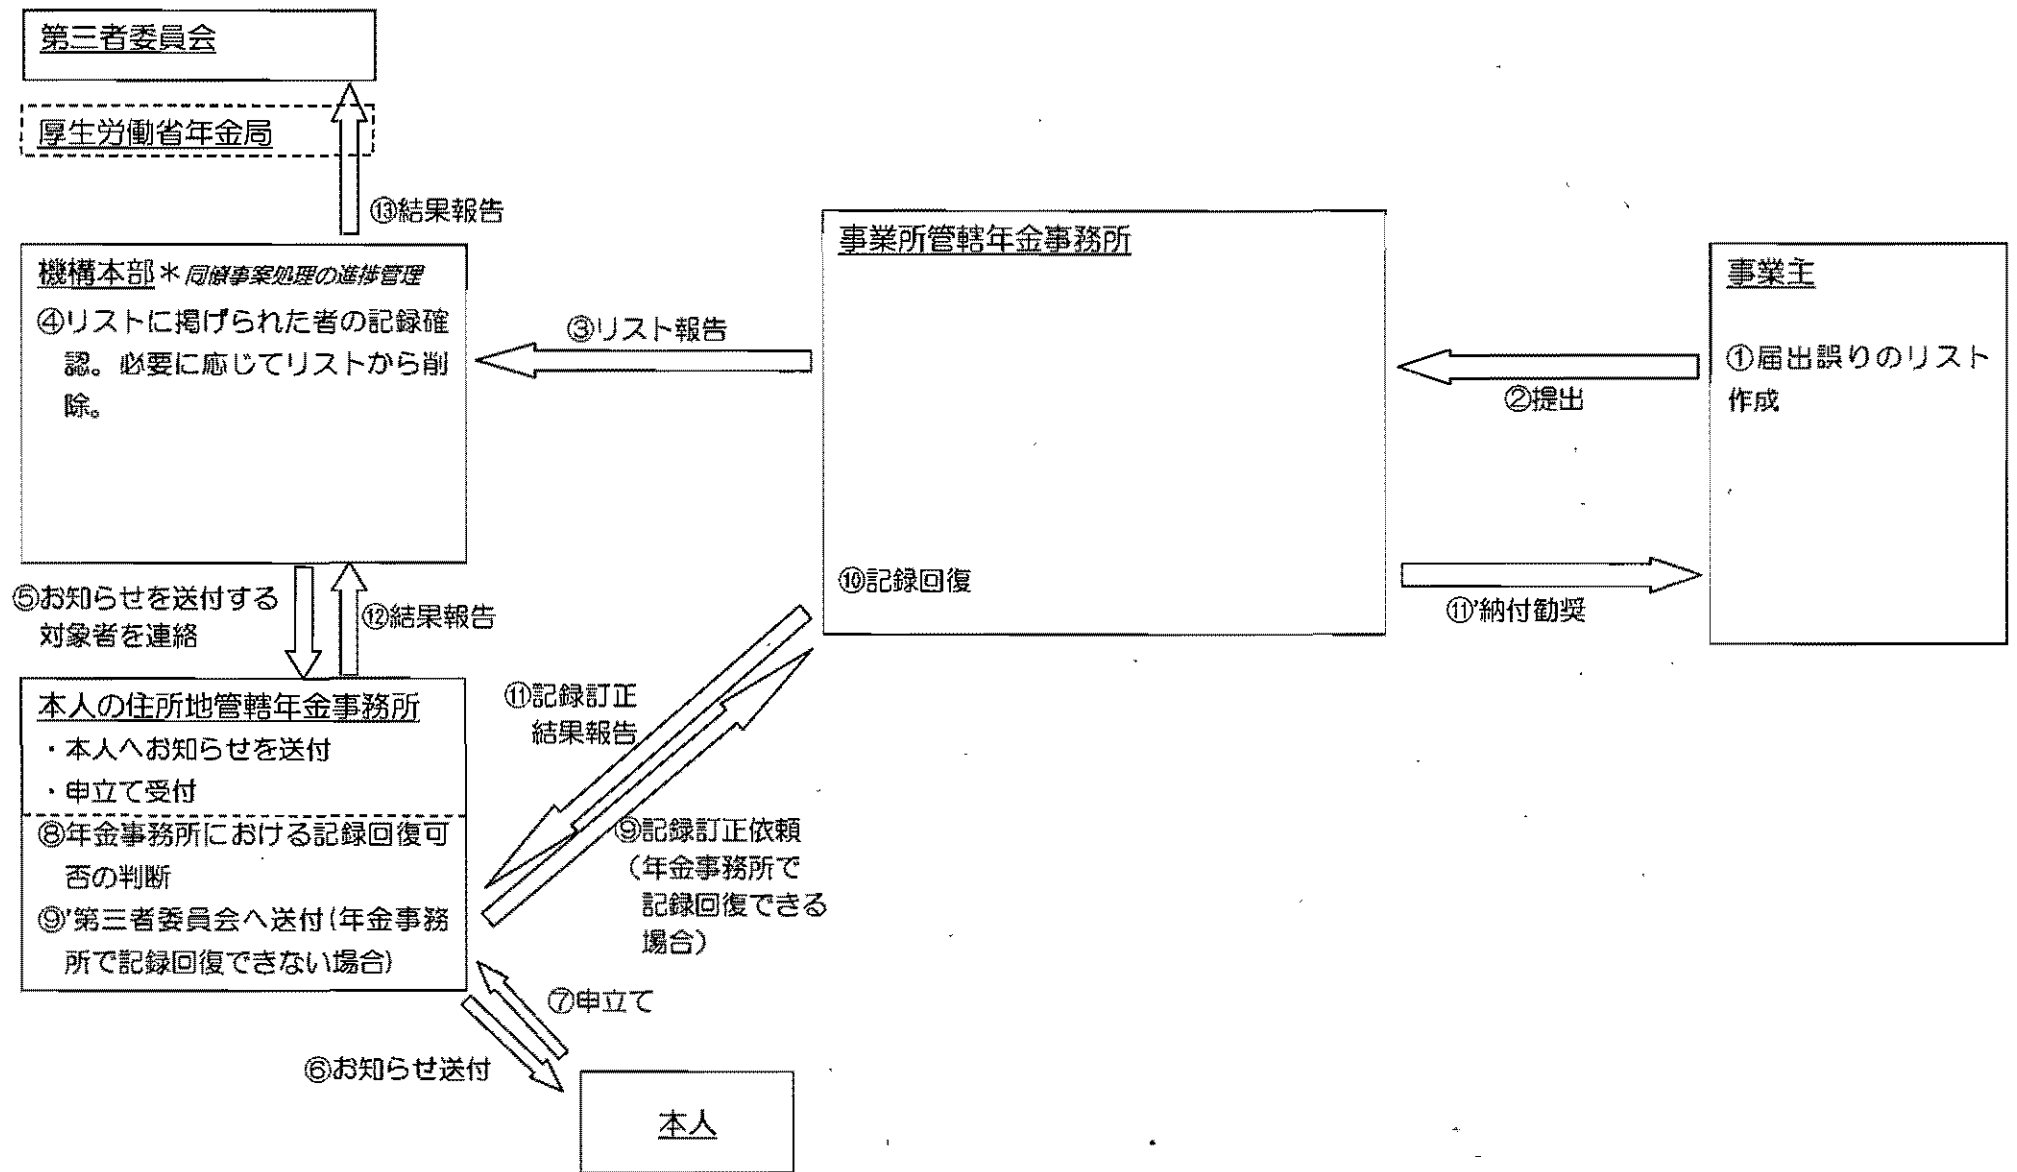 第三者委員会
厚生労働省年金局
⑬結果報告
機構本部＊同僚事案処理の進捗管理
④リストに掲げられた者の記録確
認。必要に応じてリストから削
除。
③リスト報告
事業所管轄年金事務所
⑩記録回復
②提出
事業主
①届出誤りのリスト
作成
⑪'納付勧奨
⑤お知らせを送付する
対象者を連絡
⑫結果報告
本人の住所地管轄年金事務所
・本人へお知らせを送付
・申立て受付
⑧年金事務所における記録回復可
否の判断
⑨'第三者委員会へ送付(年金事務
所で記録回復できない場合)
⑪記録訂正
結果報告
⑨記録訂正依頼
（年金事務所で
記録回復できる
場合）
⑦申立て
⑥お知らせ送付
本人